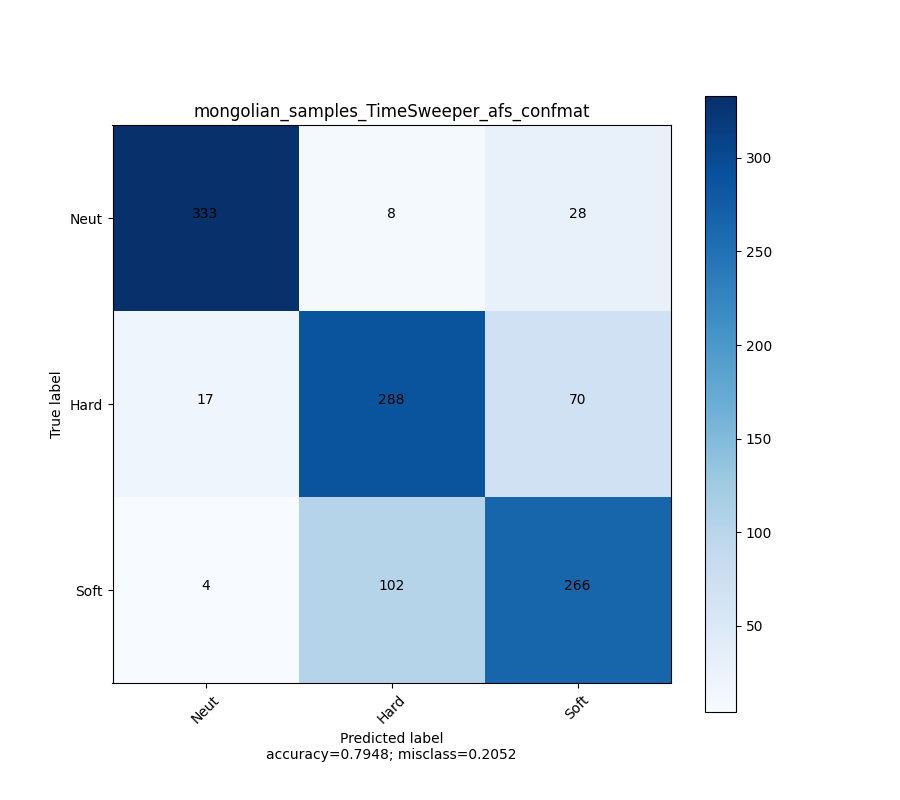 mongolian_samples_TimeSweeper_afs_confmat
Neut 333 8 28
Hard 17 288 70
Soft 4 102 266
Neut Hard Soft
True label
Predicted label
accuracy=0.7948; misclass=0.2052
300
250
200
150
100
50